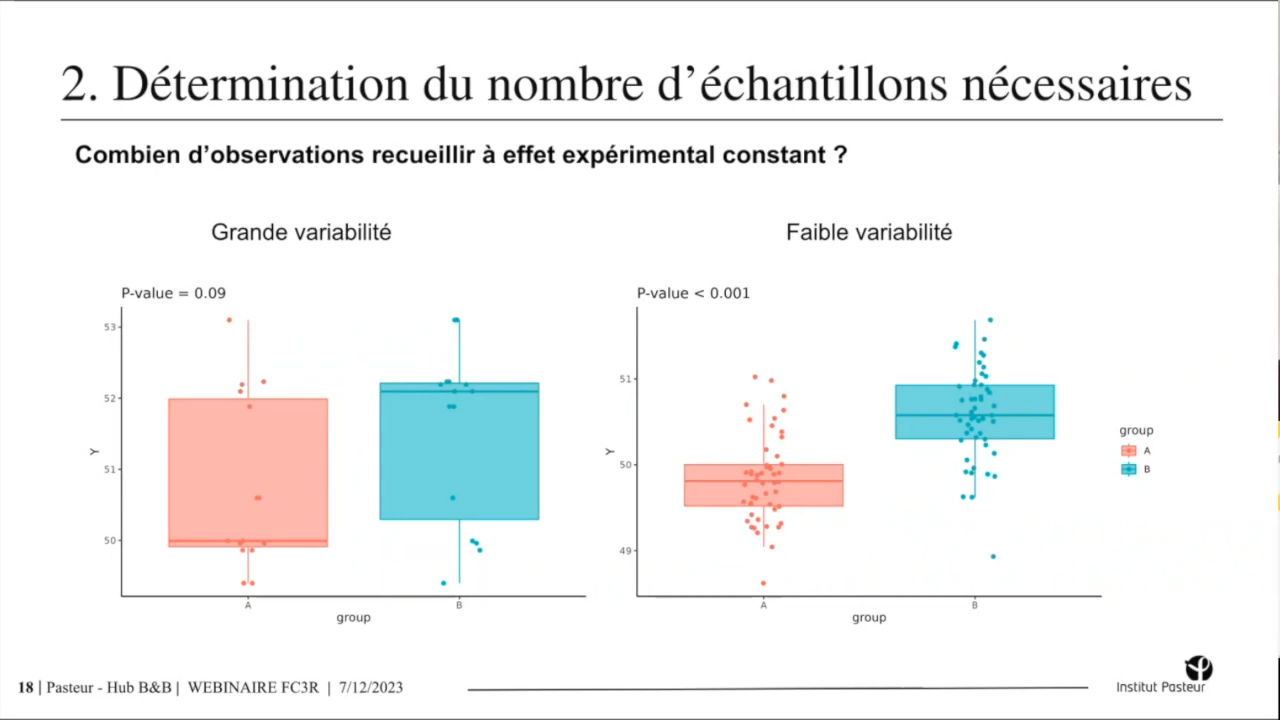 2. Détermination du nombre d’échantillons nécessaires
Combien d’observations recueillir à effet expérimental constant ?
Grande variabilité
Faible variabilité
P-value = 0.09
53
52
51
50
Y
A
B
group
P-value < 0.001
51
50
49
Y
A
B
group
group
A
B
18 | Pasteur - Hub B&B | WEBINAIRE FC3R | 7/12/2023
Institut Pasteur